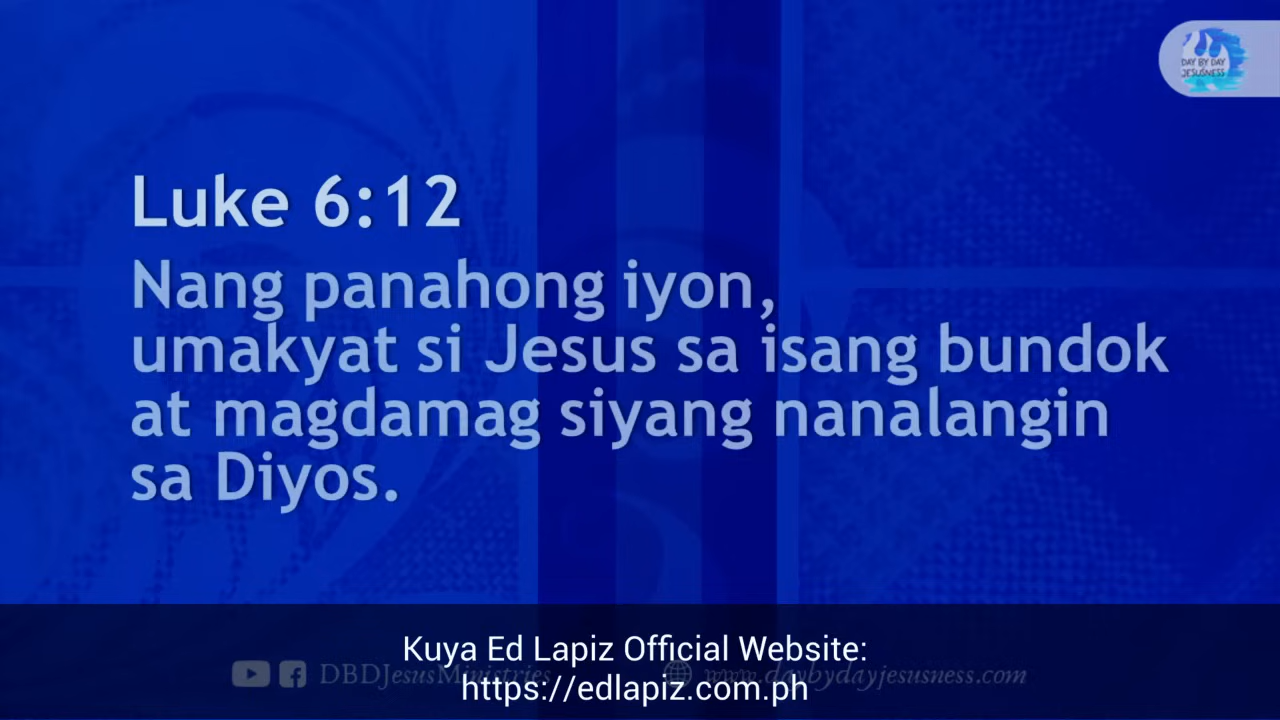 DAY BY DAY
JESUSNESS
Luke 6:12
Nang panahong iyon,
umakyat si Jesus sa isang bundok
at magdamag siyang nanalangin
sa Diyos.
Kuya Ed Lapiz Official Website:
DBDJesusMinistries www.daybydayjesusness.com
https://edlapiz.com.ph